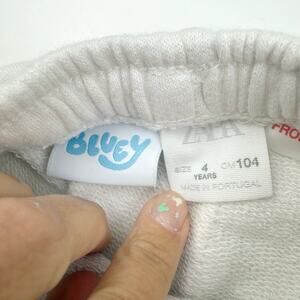 BLUEY
ZARA
SIZE 4 YEARS CM 104
MADE IN PORTUGAL
FRO